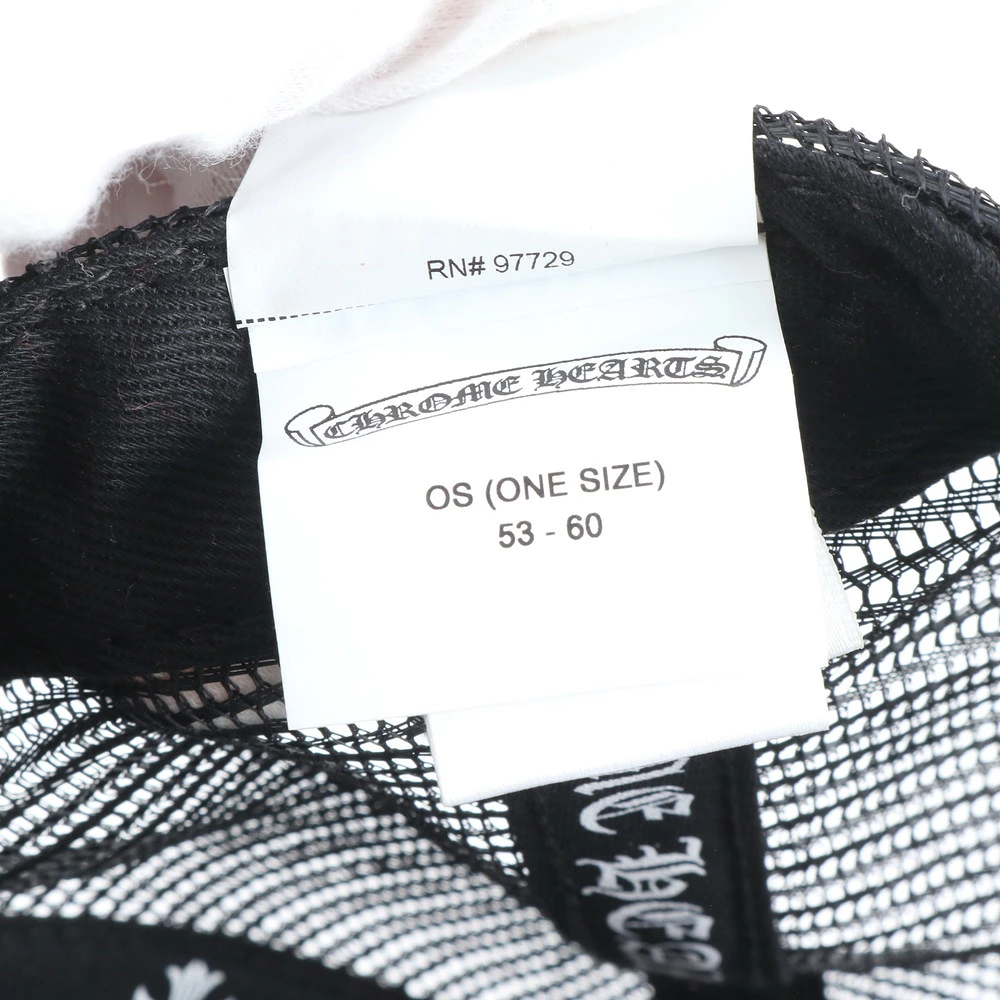 RN# 97729
CHROME HEARTS
OS (ONE SIZE)
53 - 60